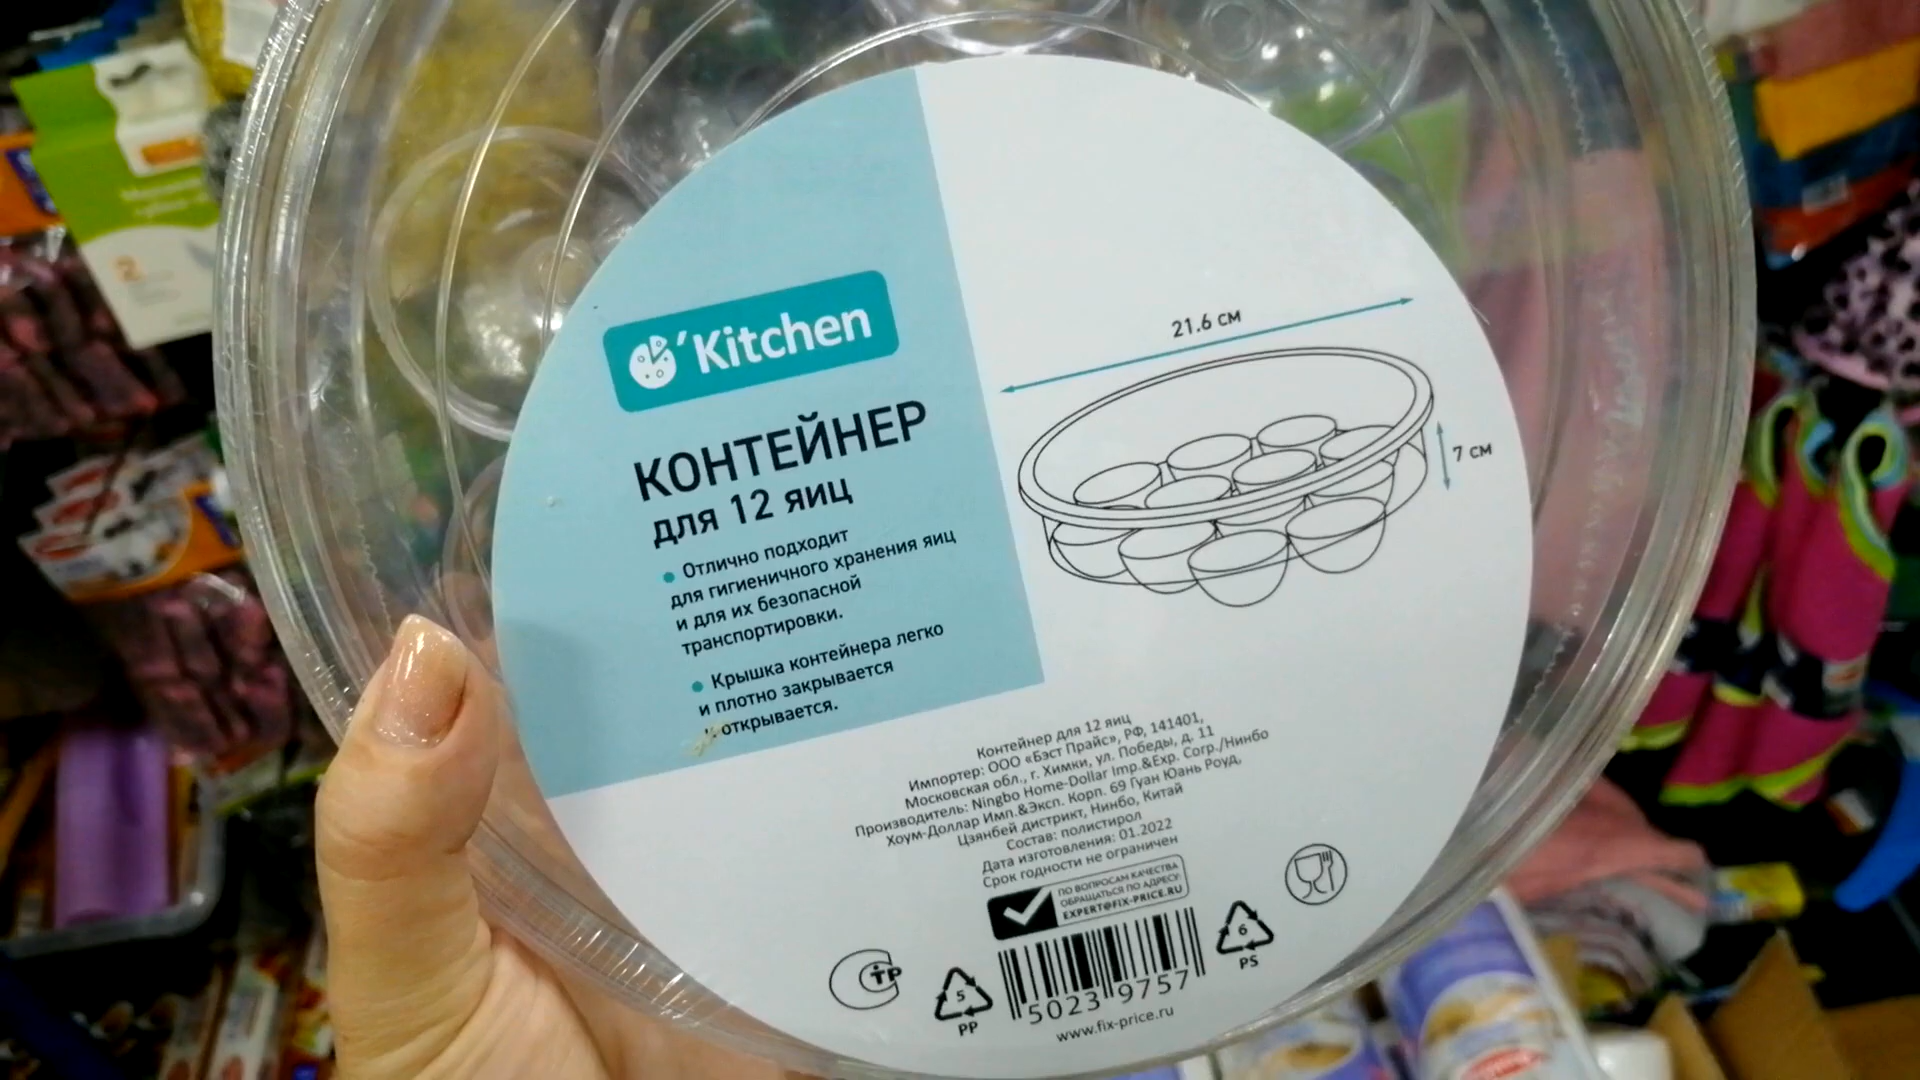 'Kitchen
КОНТЕЙНЕР
для 12 яиц
• Отлично подходит
для гигиеничного хранения яиц
и для их безопасной
транспортировки.
• Крышка контейнера легко
и плотно закрывается
и открывается.
21.6 см
7 см
Контейнер для 12 яиц
Импортер: ООО «Бэст Прайс», РФ, 141401,
Московская обл., г. Химки, ул. Победы, д. 11
Производитель: Ningbo Home-Dollar Imp.&Exp. Corp./Нинбо
Хоум-Доллар Имп.&Эксп. Корп. 69 Гуан Юань Роуд,
Цзянбей дистрикт, Нинбо, Китай
Состав: полистирол
Дата изготовления: 01.2022
Срок годности не ограничен
ПО ВОПРОСАМ КАЧЕСТВА
ОБРАЩАТЬСЯ ПО АДРЕСУ:
EXPERT@FIX-PRICE.RU
СТР
5
PP
50239757
6
PS
www.fix-price.ru
2